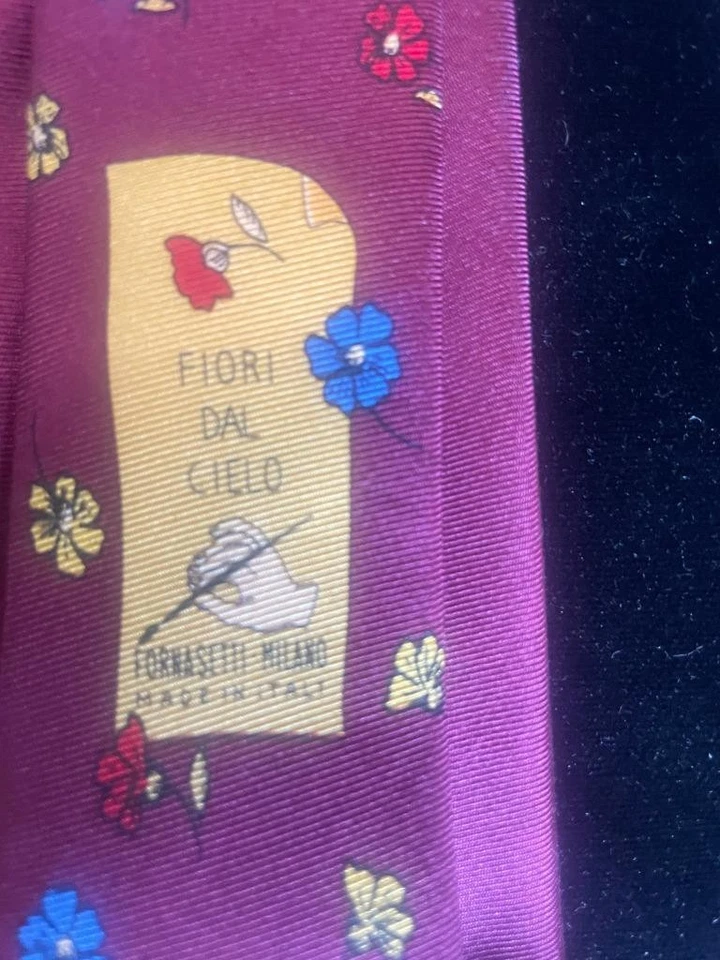 FIORI
DAL
CIELO
FORNASETTI MILANO
MADE IN ITALY